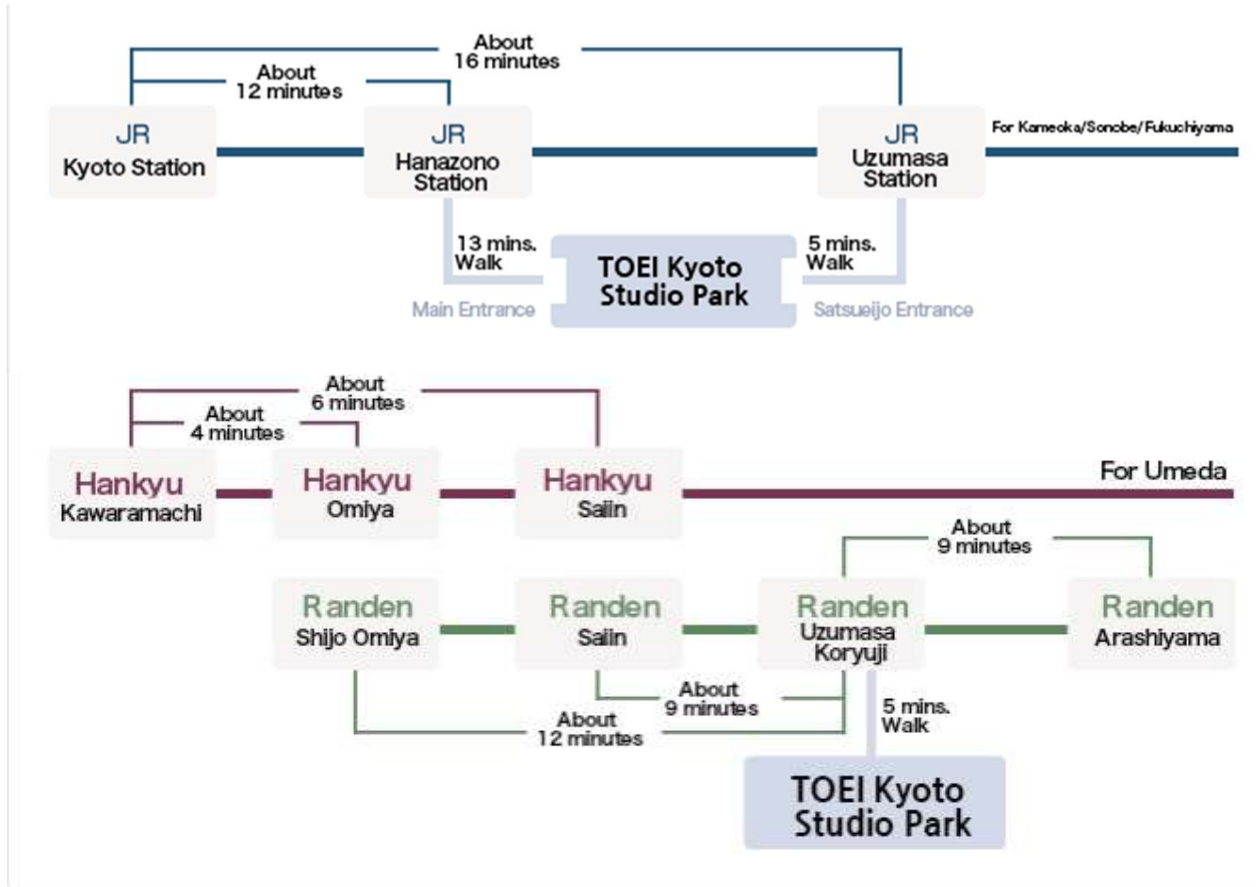 About
16 minutes
About
12 minutes
JR
Kyoto Station
JR
Hanazono
Station
JR
Uzumasa
Station
For Kameoka/Sonobe/Fukuchiyama
13 mins.
Walk
TOEI Kyoto
Studio Park
5 mins.
Walk
Main Entrance
Satsueijo Entrance
About
6 minutes
About
4 minutes
Hankyu
Kawaramachi
Hankyu
Omiya
Hankyu
Saiin
For Umeda
About
9 minutes
Randen
Shijo Omiya
Randen
Saiin
Randen
Uzumasa
Koryuji
Randen
Arashiyama
About
9 minutes
About
12 minutes
5 mins.
Walk
TOEI Kyoto
Studio Park